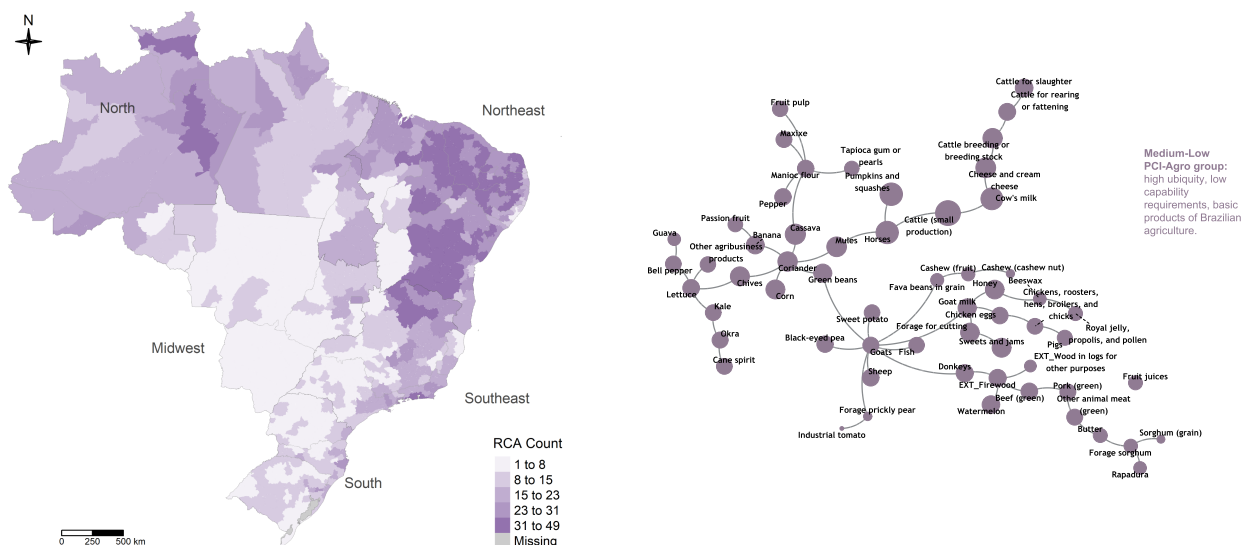 N
North
Northeast
Midwest
Southeast
South
RCA Count
1 to 8
8 to 15
15 to 23
23 to 31
31 to 49
Missing
0 250 500 km
Cattle for slaughter
Cattle for rearing
or fattening
Cattle breeding or
breeding stock
Cheese and cream
cheese
Cow's milk
Cattle (small
production)
Fruit pulp
Maxixe
Tapioca gum or
pearls
Manioc flour
Pumpkins and
squashes
Pepper
Passion fruit
Cassava
Guava
Banana
Other agribusiness
products
Mules
Horses
Bell pepper
Coriander
Green beans
Chives
Lettuce
Corn
Kale
Okra
Cane spirit
Cashew (fruit)
Cashew (cashew nut)
Fava beans in grain
Honey
Beeswax
Chickens, roosters,
hens, broilers, and
chicks
Goat milk
Chicken eggs
Sweet potato
Forage for cutting
Royal jelly,
propolis, and pollen
Black-eyed pea
Sweets and jams
Pigs
Goats
Fish
EXT_Wood in logs for
other purposes
Sheep
Donkeys
Fruit juices
EXT_Firewood
Pork (green)
Beef (green)
Other animal meat
(green)
Watermelon
Forage prickly pear
Industrial tomato
Butter
Sorghum (grain)
Forage sorghum
Rapadura
Medium-Low
PCI-Agro group:
high ubiquity, low
capability
requirements, basic
products of Brazilian
agriculture.